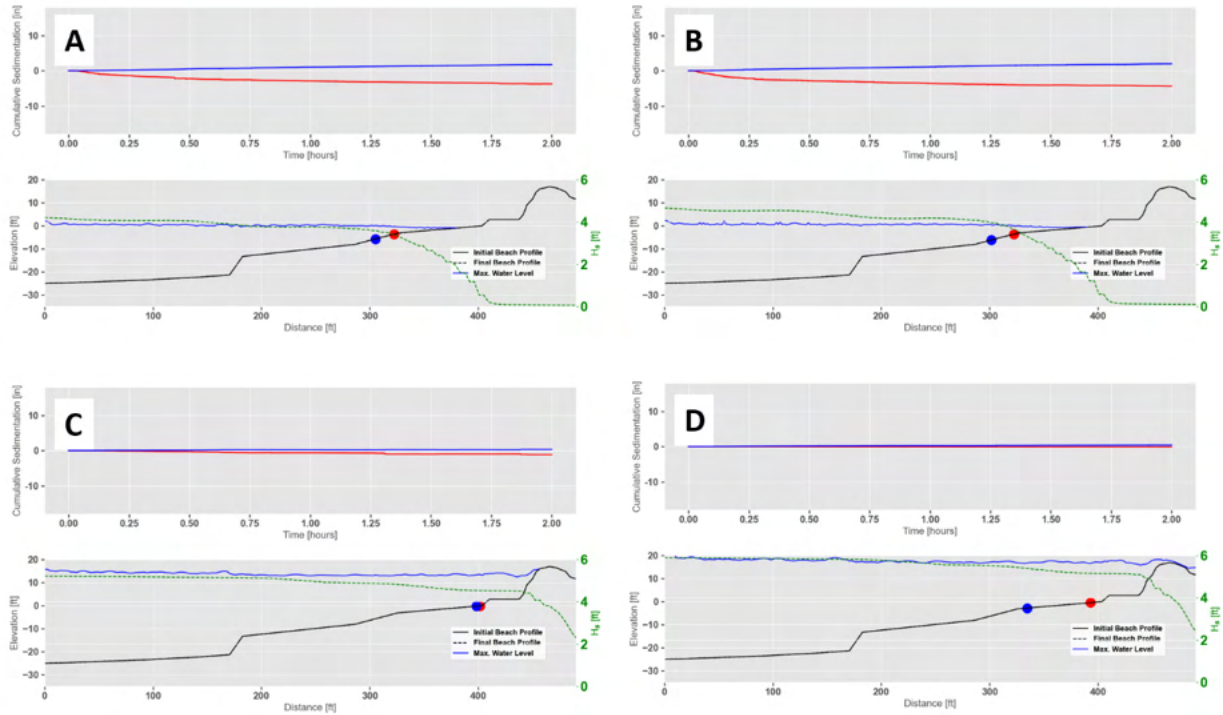 A
Cumulative Sedimentation [in]
10
0
-10
0.00 0.25 0.50 0.75 1.00 1.25 1.50 1.75 2.00
Time [hours]
B
Cumulative Sedimentation [in]
10
0
-10
0.00 0.25 0.50 0.75 1.00 1.25 1.50 1.75 2.00
Time [hours]
Elevation [ft]
20
10
0
−10
−20
−30
6
4
2
0
Hs [ft]
Initial Beach Profile
Final Beach Profile
Max. Water Level
0 100 200 300 400
Distance [ft]
Elevation [ft]
20
10
0
−10
−20
−30
6
4
2
0
Hs [ft]
Initial Beach Profile
Final Beach Profile
Max. Water Level
0 100 200 300 400
Distance [ft]
C
Cumulative Sedimentation [in]
10
0
-10
0.00 0.25 0.50 0.75 1.00 1.25 1.50 1.75 2.00
Time [hours]
D
Cumulative Sedimentation [in]
10
0
-10
0.00 0.25 0.50 0.75 1.00 1.25 1.50 1.75 2.00
Time [hours]
Elevation [ft]
20
10
0
−10
−20
−30
6
4
2
0
Hs [ft]
Initial Beach Profile
Final Beach Profile
Max. Water Level
0 100 200 300 400
Distance [ft]
Elevation [ft]
20
10
0
−10
−20
−30
6
4
2
0
Hs [ft]
Initial Beach Profile
Final Beach Profile
Max. Water Level
0 100 200 300 400
Distance [ft]